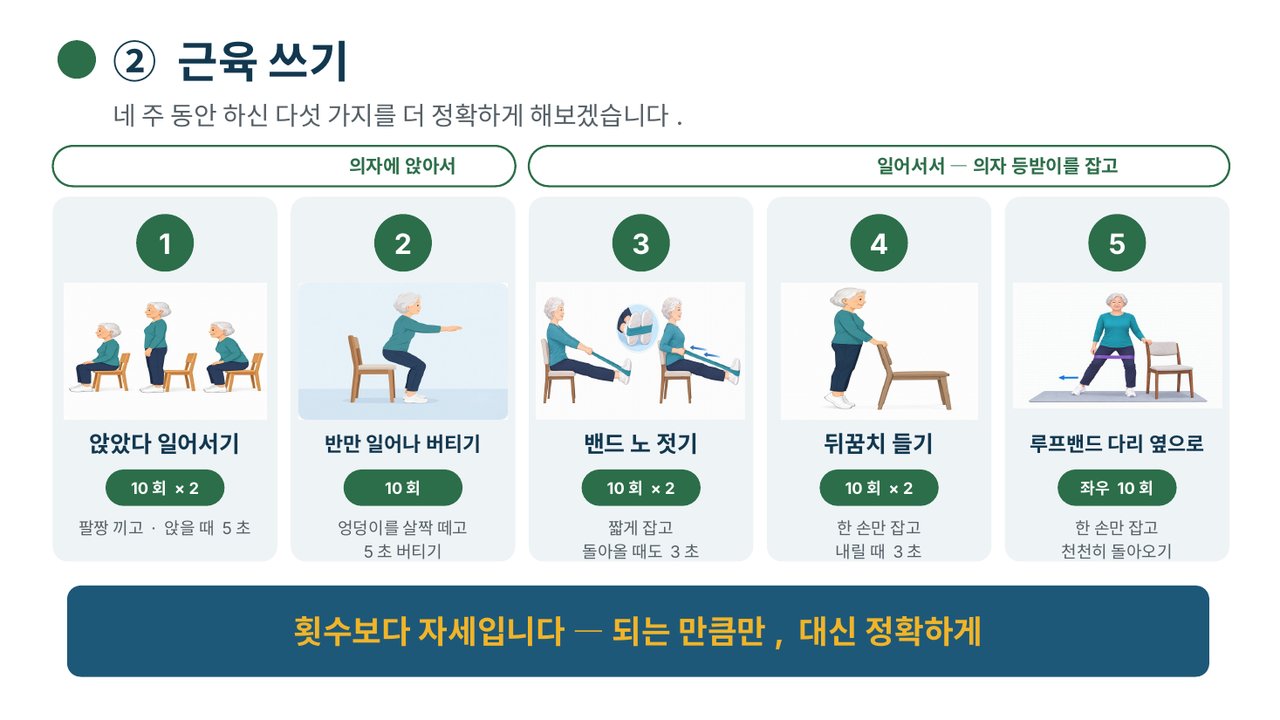 ② 근육 쓰기
네 주 동안 하신 다섯 가지를 더 정확하게 해보겠습니다 .
의자에 앉아서
일어서서 — 의자 등받이를 잡고
1
앉았다 일어서기
10 회 × 2
팔짱 끼고 · 앉을 때 5 초
2
반만 일어나 버티기
10 회
엉덩이를 살짝 떼고
5 초 버티기
3
밴드 노 젓기
10 회 × 2
짧게 잡고
돌아올 때도 3 초
4
뒤꿈치 들기
10 회 × 2
한 손만 잡고
내릴 때 3 초
5
루프밴드 다리 옆으로
좌우 10 회
한 손만 잡고
천천히 돌아오기
횟수보다 자세입니다 — 되는 만큼만 , 대신 정확하게